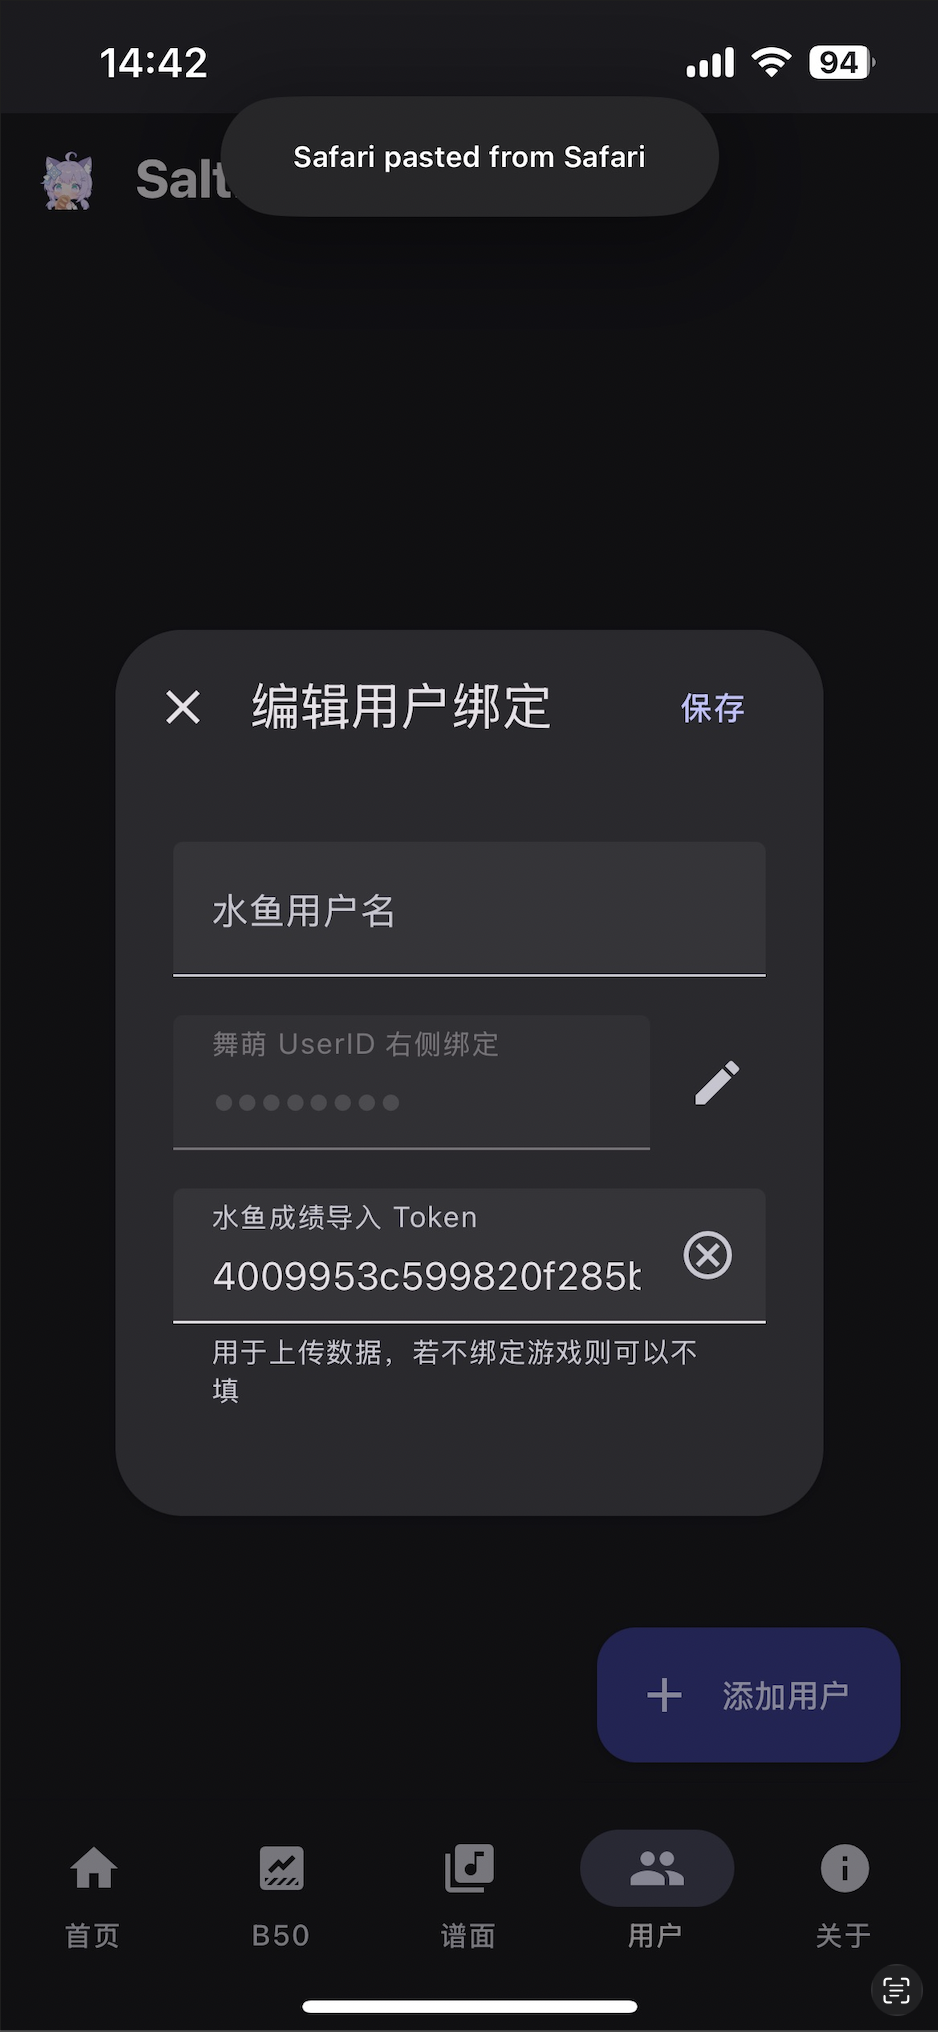 14:42
94
Safari pasted from Safari
Salt
编辑用户绑定
保存
水鱼用户名
舞萌 UserID 右侧绑定
••••••••
水鱼成绩导入 Token
4009953c599820f285b
用于上传数据，若不绑定游戏则可以不
填
添加用户
首页
B50
谱面
用户
关于